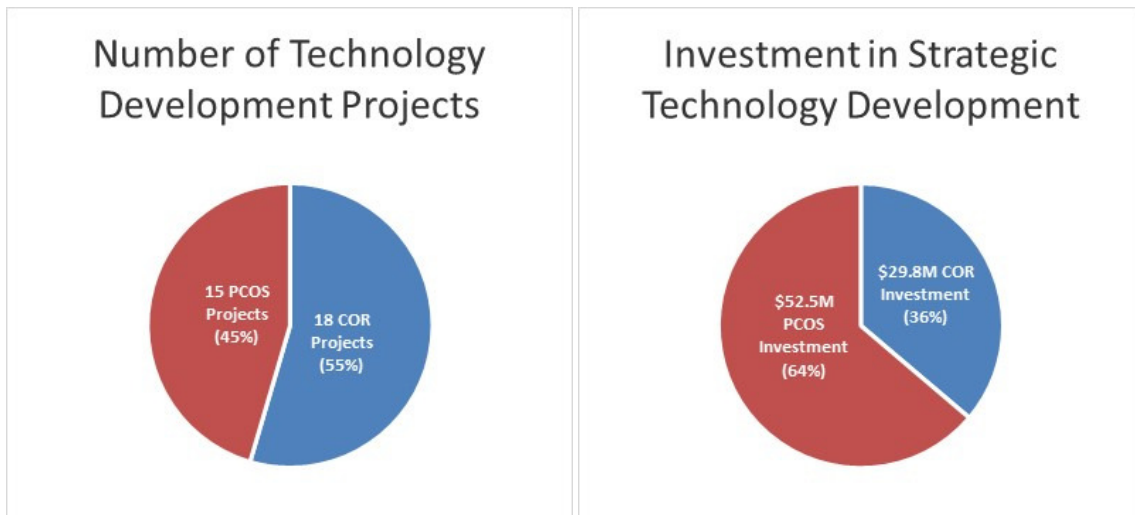 Number of Technology
Development Projects
15 PCOS
Projects
(45%)
18 COR
Projects
(55%)
Investment in Strategic
Technology Development
$52.5M
PCOS
Investment
(64%)
$29.8M COR
Investment
(36%)